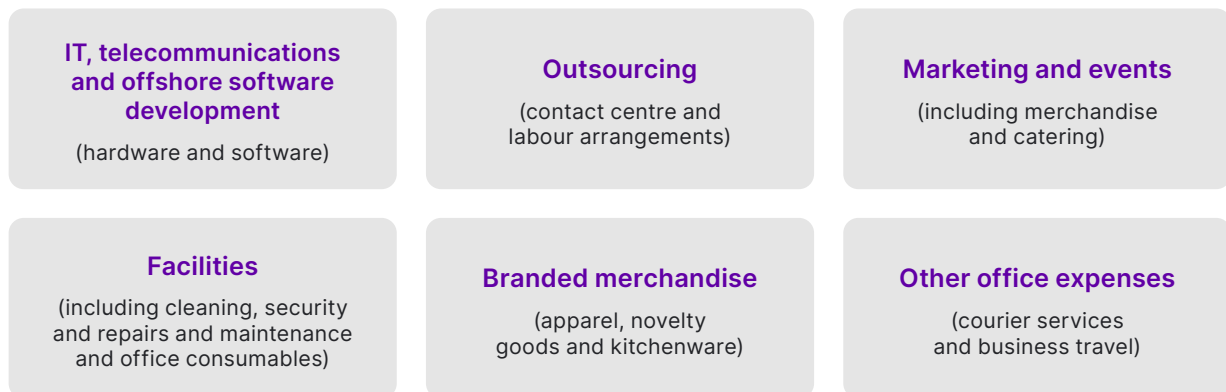 IT, telecommunications
and offshore software
development
(hardware and software)
Outsourcing
(contact centre and
labour arrangements)
Marketing and events
(including merchandise
and catering)
Facilities
(including cleaning, security
and repairs and maintenance
and office consumables)
Branded merchandise
(apparel, novelty
goods and kitchenware)
Other office expenses
(courier services
and business travel)